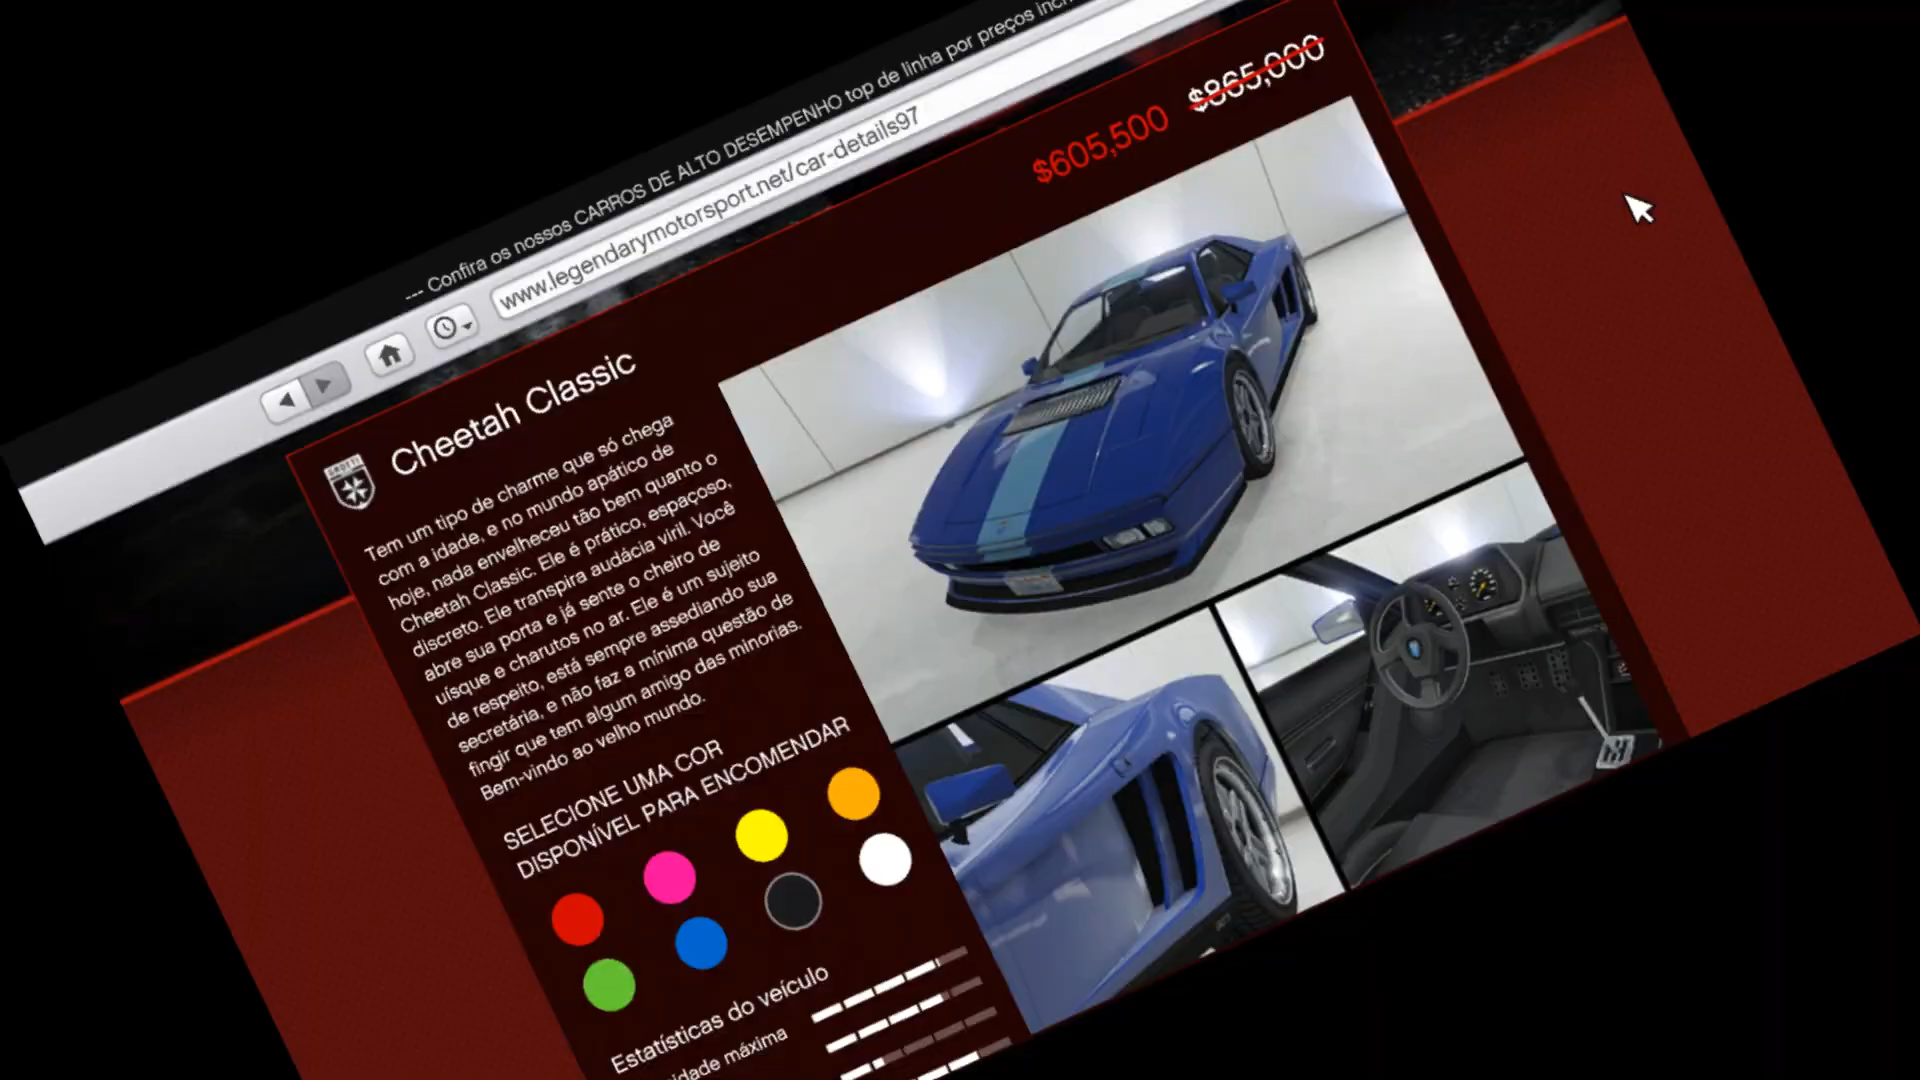 --- Confira os nossos CARROS DE ALTO DESEMPENHO top de linha por preços
www.legendarymotorsport.net/car-details97
$605,500 $865,000
GROTTI
Cheetah Classic
Tem um tipo de charme que só chega
com a idade, e no mundo apático de
hoje, nada envelheceu tão bem quanto o
Cheetah Classic. Ele é prático, espaçoso,
discreto. Ele transpira audácia viril. Você
abre sua porta e já sente o cheiro de
uísque e charutos no ar. Ele é um sujeito
de respeito, está sempre assediando sua
secretária, e não faz a mínima questão de
fingir que tem algum amigo das minorias.
Bem-vindo ao velho mundo.
SELECIONE UMA COR
DISPONÍVEL PARA ENCOMENDAR
Estatísticas do veículo
máxima